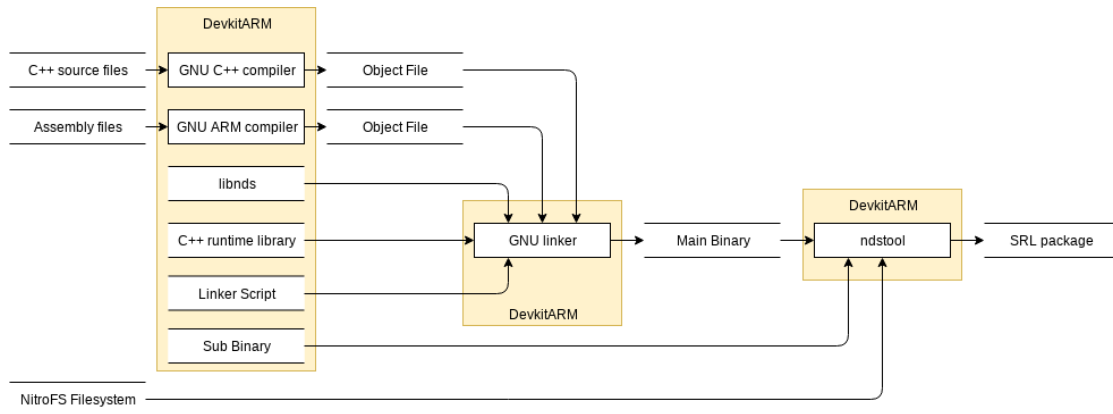 DevkitARM
C++ source files
GNU C++ compiler
Object File
Assembly files
GNU ARM compiler
Object File
libnds
C++ runtime library
GNU linker
Main Binary
DevkitARM
ndstool
SRL package
Linker Script
DevkitARM
Sub Binary
NitroFS Filesystem